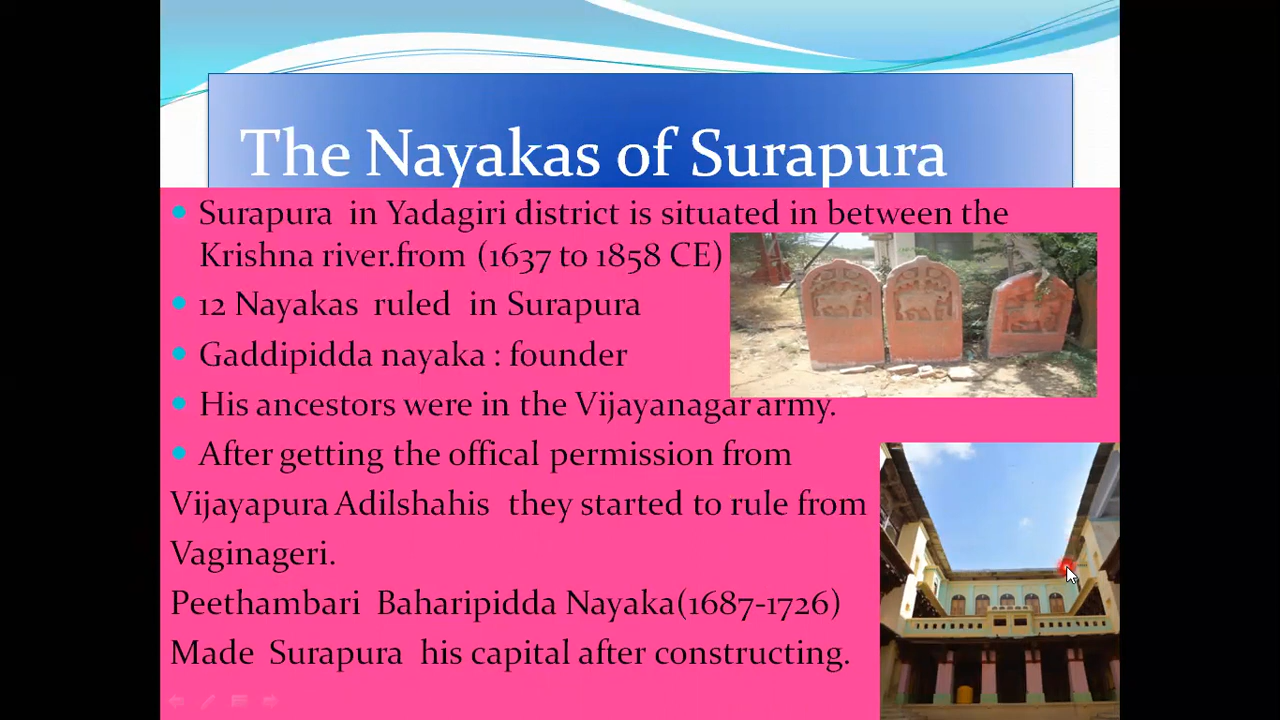 The Nayakas of Surapura
Surapura in Yadagiri district is situated in between the
Krishna river.from (1637 to 1858 CE)
12 Nayakas ruled in Surapura
Gaddipidda nayaka : founder
His ancestors were in the Vijayanagar army.
After getting the offical permission from
Vijayapura Adilshahis they started to rule from
Vaginageri.
Peethambari Baharipidda Nayaka(1687-1726)
Made Surapura his capital after constructing.